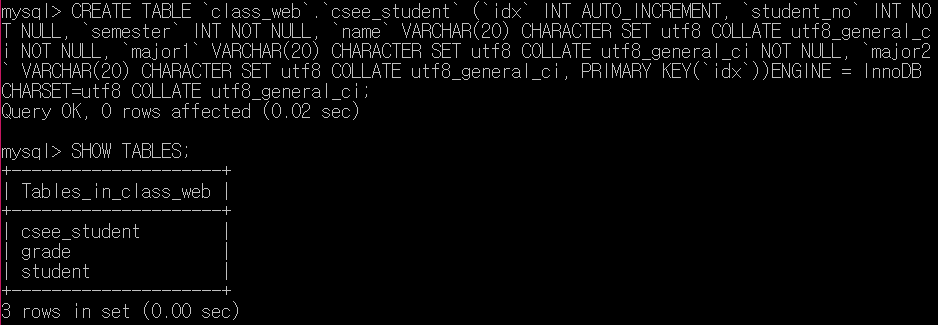 mysql> CREATE TABLE `class_web`.`csee_student` (`idx` INT AUTO_INCREMENT, `student_no` INT NO
T NULL, `semester` INT NOT NULL, `name` VARCHAR(20) CHARACTER SET utf8 COLLATE utf8_general_c
i NOT NULL, `major1` VARCHAR(20) CHARACTER SET utf8 COLLATE utf8_general_ci NOT NULL, `major2
` VARCHAR(20) CHARACTER SET utf8 COLLATE utf8_general_ci, PRIMARY KEY(`idx`))ENGINE = InnoDB
CHARSET=utf8 COLLATE utf8_general_ci;
Query OK, 0 rows affected (0.02 sec)

mysql> SHOW TABLES;
+---------------------+
| Tables_in_class_web |
+---------------------+
| csee_student        |
| grade               |
| student             |
+---------------------+
3 rows in set (0.00 sec)